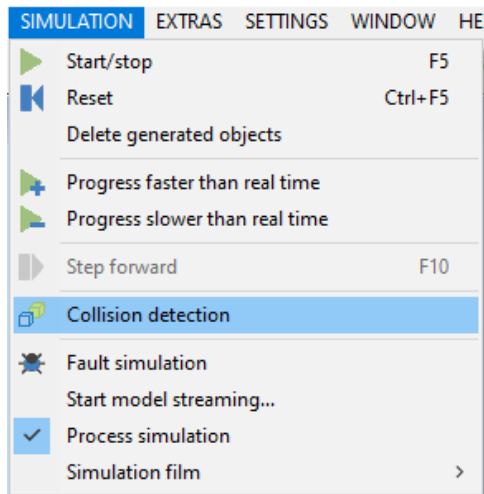 SIMULATION EXTRAS SETTINGS WINDOW HE
Start/stop F5
Reset Ctrl+F5
Delete generated objects
Progress faster than real time
Progress slower than real time
Step forward F10
Collision detection
Fault simulation
Start model streaming...
Process simulation
Simulation film